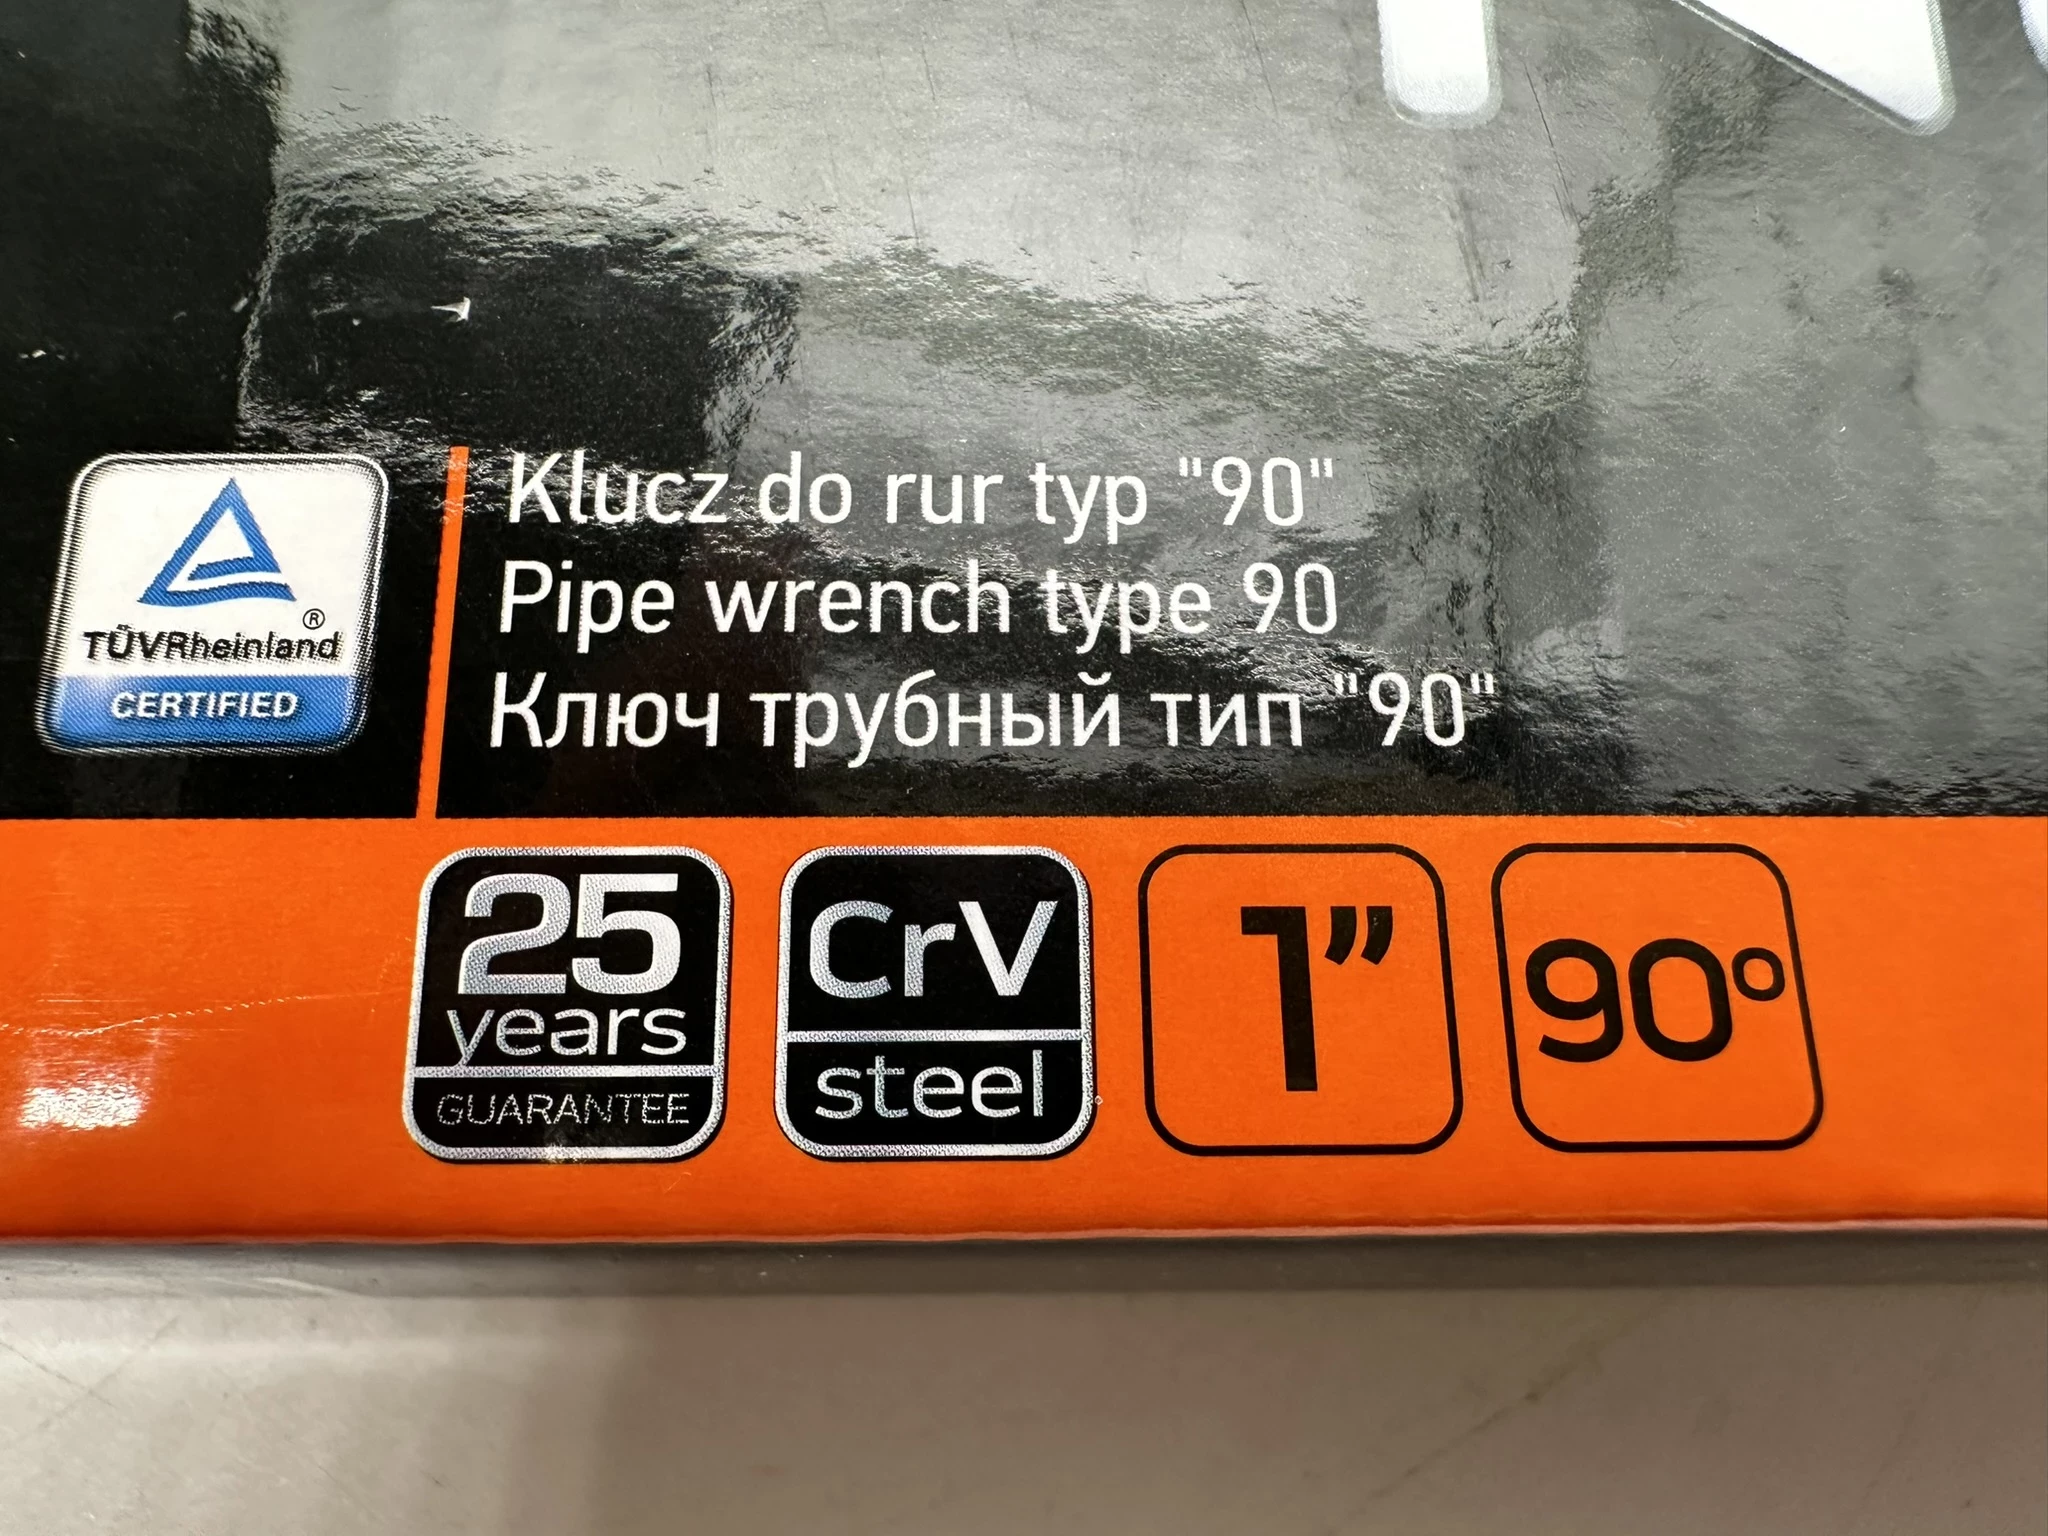 Klucz do rur typ "90"
Pipe wrench type 90
Ключ трубный тип "90"
TÜVRheinland®
CERTIFIED
25
years
GUARANTEE
CrV
steel
1”
90°